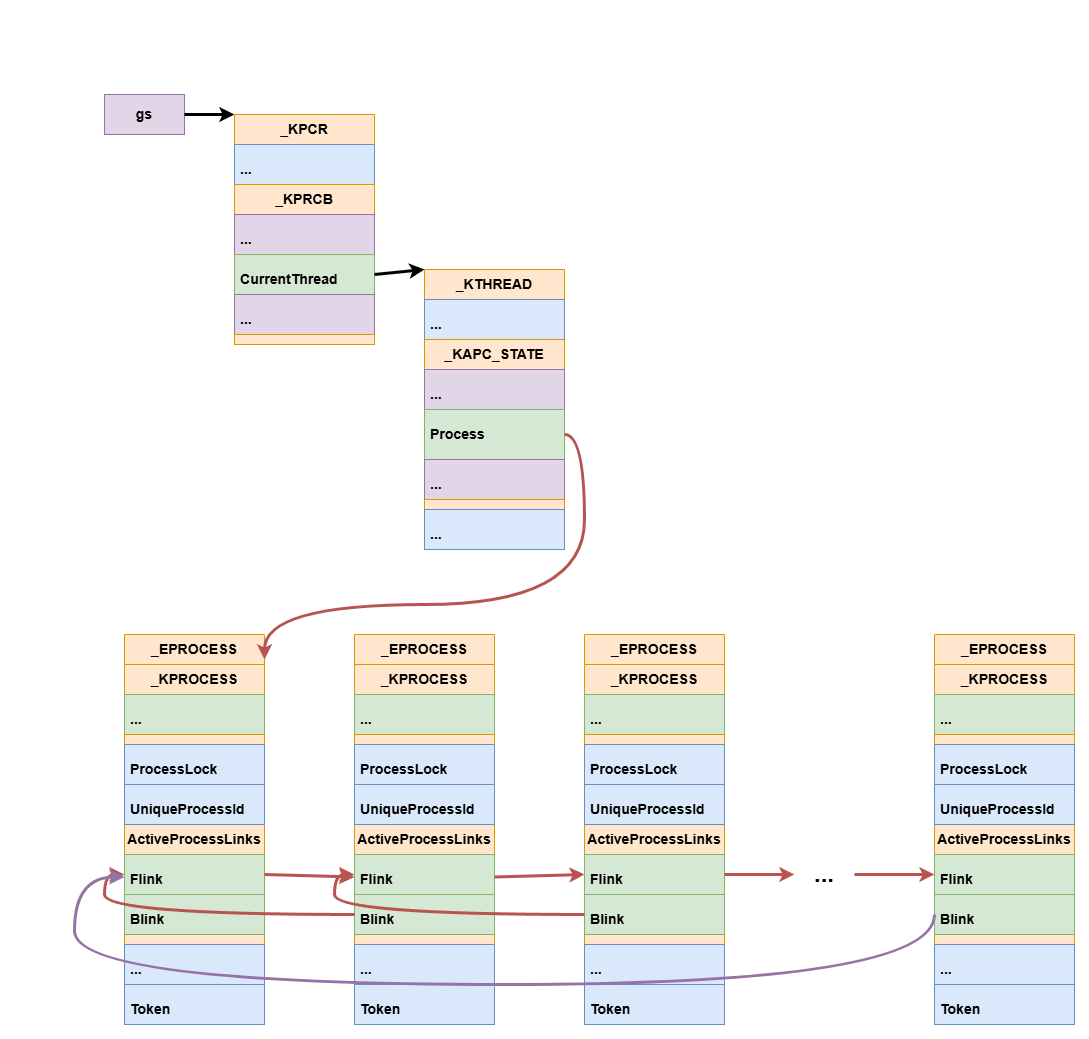 gs
_KPCR
...
_KPRCB
...
CurrentThread
...
_KTHREAD
...
_KAPC_STATE
...
Process
...
...
_EPROCESS
_KPROCESS
...
ProcessLock
UniqueProcessId
ActiveProcessLinks
Flink
Blink
...
Token
_EPROCESS
_KPROCESS
...
ProcessLock
UniqueProcessId
ActiveProcessLinks
Flink
Blink
...
Token
_EPROCESS
_KPROCESS
...
ProcessLock
UniqueProcessId
ActiveProcessLinks
Flink
Blink
...
Token
...
_EPROCESS
_KPROCESS
...
ProcessLock
UniqueProcessId
ActiveProcessLinks
Flink
Blink
...
Token